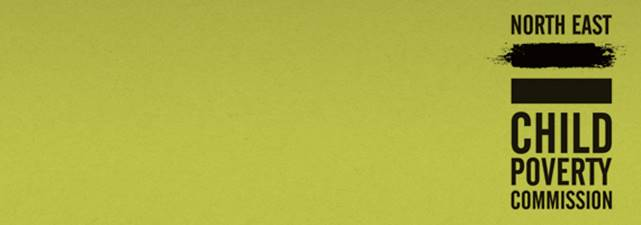 NORTH EAST
CHILD
POVERTY
COMMISSION